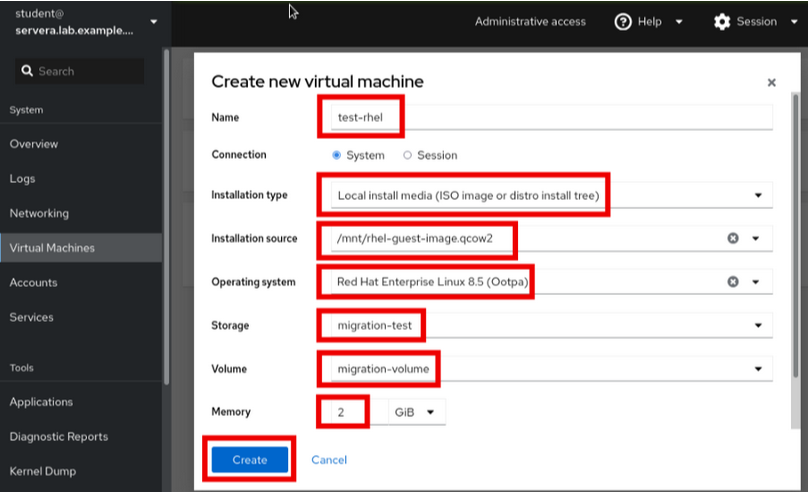 student@
servera.lab.example....
Administrative access
Help
Session
Search
System
Overview
Logs
Networking
Virtual Machines
Accounts
Services
Tools
Applications
Diagnostic Reports
Kernel Dump
Create new virtual machine
Name test-rhel
Connection System Session
Installation type Local install media (ISO image or distro install tree)
Installation source /mnt/rhel-guest-image.qcow2
Operating system Red Hat Enterprise Linux 8.5 (Ootpa)
Storage migration-test
Volume migration-volume
Memory 2 GiB
Create Cancel